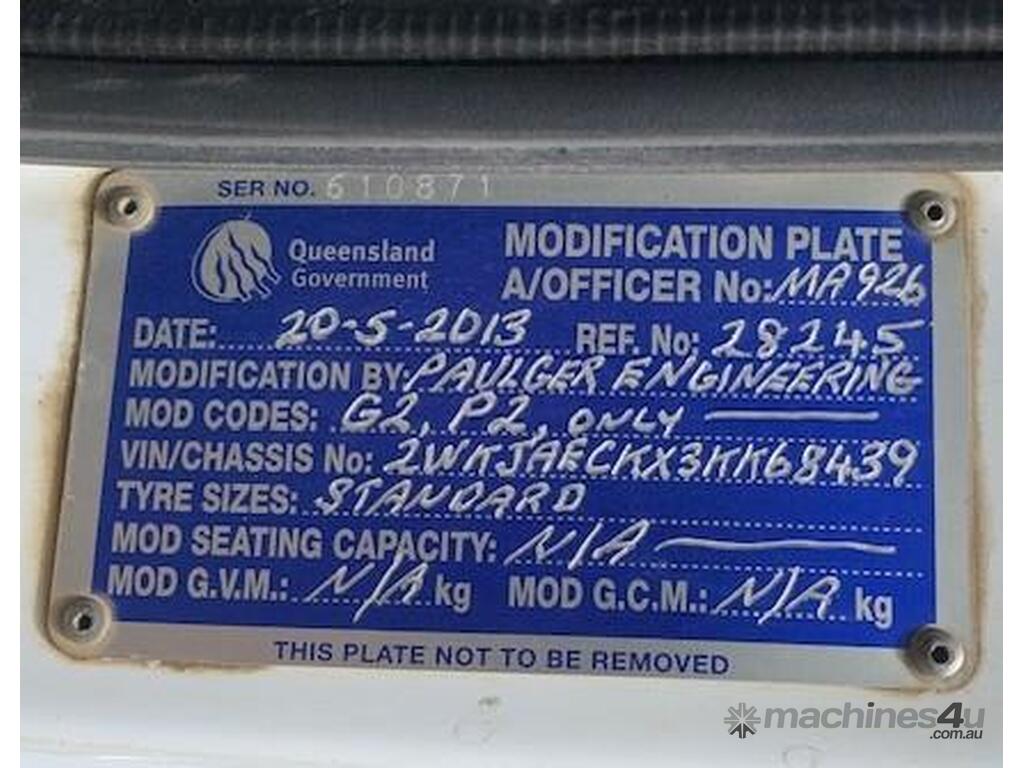 SER NO. 610871
Queensland Government
MODIFICATION PLATE
A/OFFICER No: MA926
DATE: 20-5-2013 REF. No: 28245
MODIFICATION BY: PAULGER ENGINEERING
MOD CODES: G2, P2, ONLY
VIN/CHASSIS No: 2WKJAECKX3KK68439
TYRE SIZES: STANDARD
MOD SEATING CAPACITY: N/A
MOD G.V.M.: N/A kg MOD G.C.M.: N/A kg
THIS PLATE NOT TO BE REMOVED
machines4u
.com.au